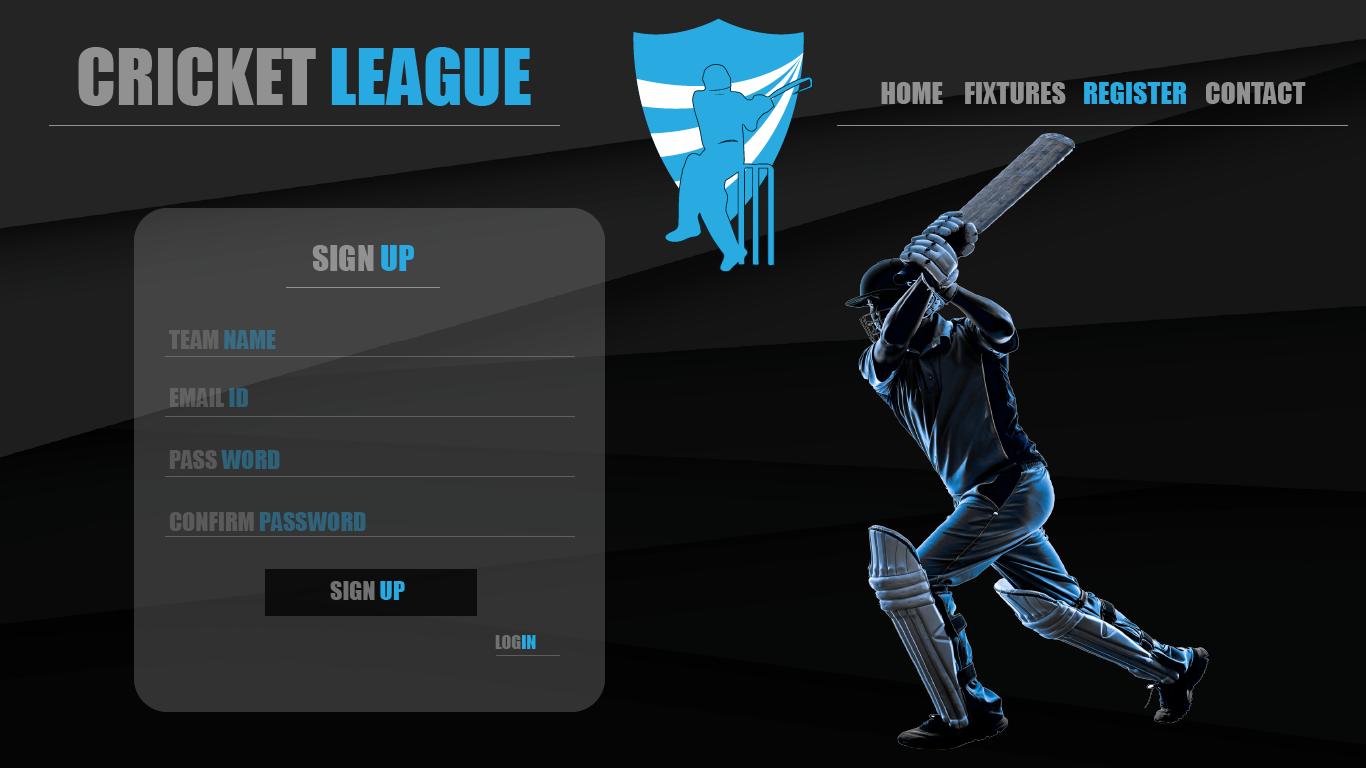 CRICKET LEAGUE
HOME FIXTURES REGISTER CONTACT
SIGN UP
TEAM NAME
EMAIL ID
PASS WORD
CONFIRM PASSWORD
SIGN UP
LOGIN